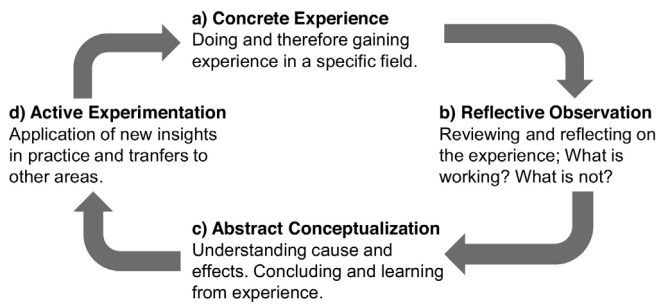 a) Concrete Experience
Doing and therefore gaining
experience in a specific field.
b) Reflective Observation
Reviewing and reflecting on
the experience; What is
working? What is not?
c) Abstract Conceptualization
Understanding cause and
effects. Concluding and learning
from experience.
d) Active Experimentation
Application of new insights
in practice and tranfers to
other areas.